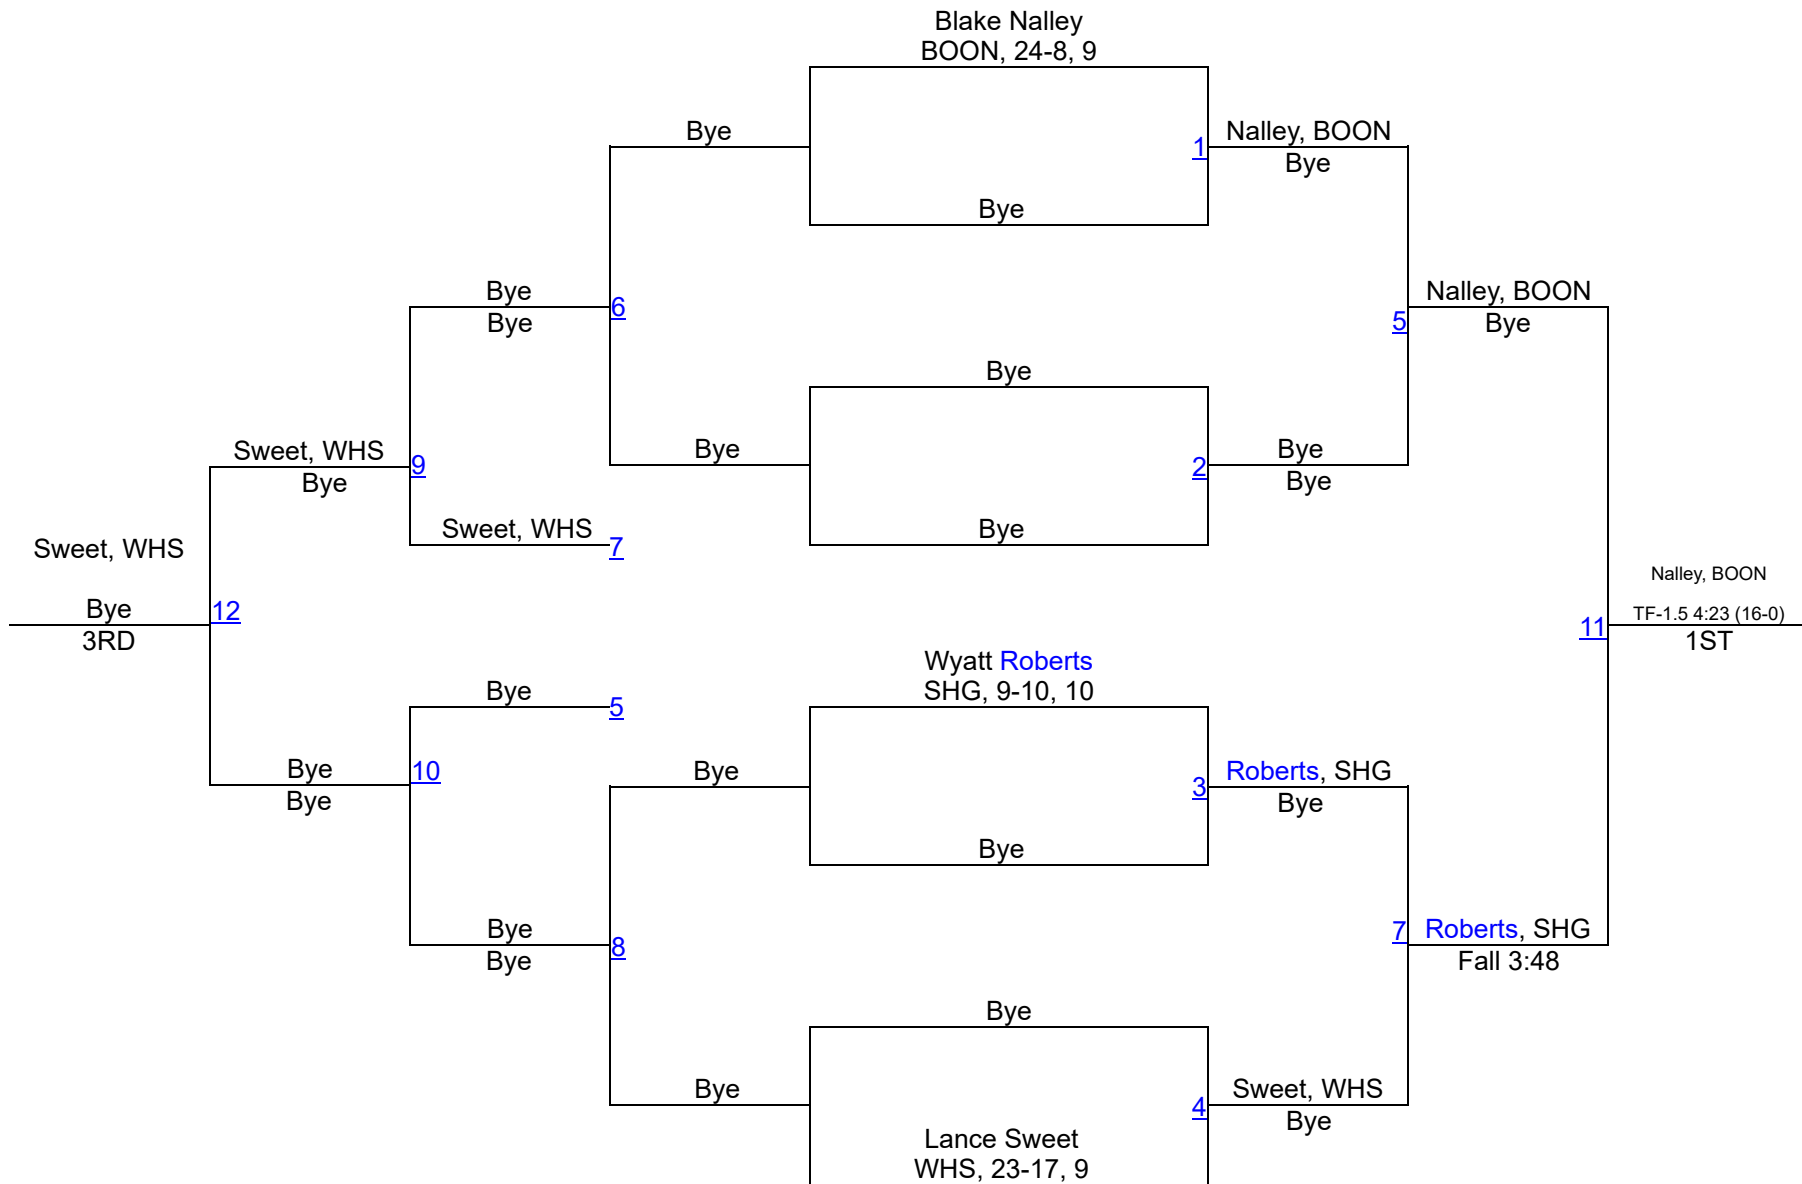 Blake Nalley
BOON, 24-8, 9
Bye
1
Nalley, BOON
Bye
Bye
Bye
Bye
6
Nalley, BOON
5
Bye
Bye
Sweet, WHS
9
Bye
Bye
2
Bye
Bye
Sweet, WHS
7
Bye
Sweet, WHS
Bye
12
3RD
Nalley, BOON
TF-1.5 4:23 (16-0)
11
1ST
Wyatt Roberts
SHG, 9-10, 10
Bye
5
Bye
10
Bye
Bye
3
Roberts, SHG
Bye
Bye
Bye
8
Bye
7
Roberts, SHG
Fall 3:48
Bye
Bye
4
Sweet, WHS
Bye
Lance Sweet
WHS, 23-17, 9